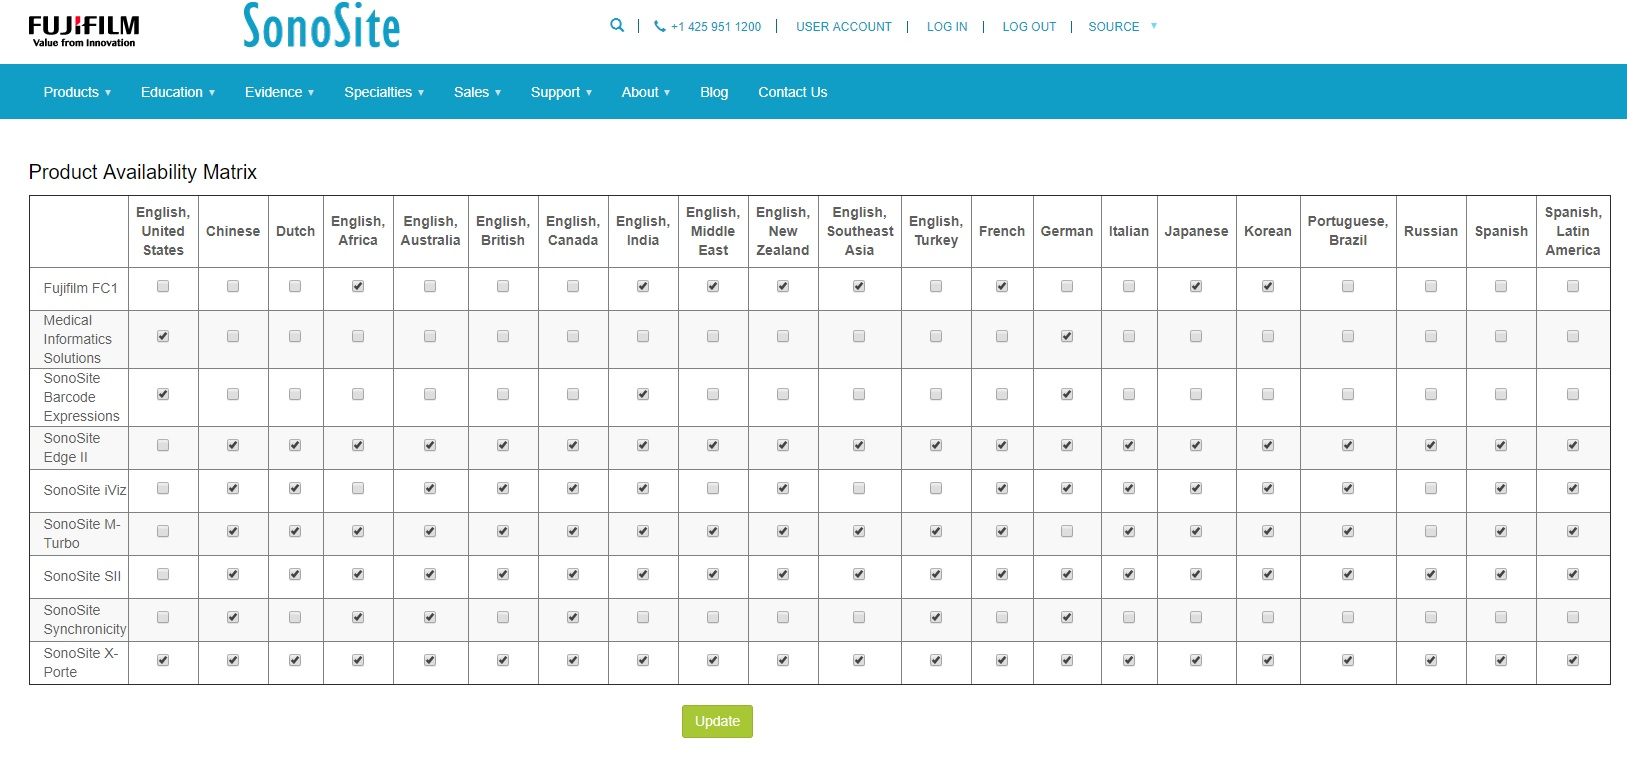 FUJIFILM
Value from Innovation
SonoSite
+1 425 951 1200 USER ACCOUNT LOG IN LOG OUT SOURCE
Products Education Evidence Specialties Sales Support About Blog Contact Us
Product Availability Matrix
English, United States
Chinese
Dutch
English, Africa
English, Australia
English, British
English, Canada
English, India
English, Middle East
English, New Zealand
English, Southeast Asia
English, Turkey
French
German
Italian
Japanese
Korean
Portuguese, Brazil
Russian
Spanish
Spanish, Latin America
Fujifilm FC1
Medical
Informatics
Solutions
SonoSite
Barcode
Expressions
SonoSite
Edge II
SonoSite iViz
SonoSite M-
Turbo
SonoSite SII
SonoSite
Synchronicity
SonoSite X-
Porte
Update